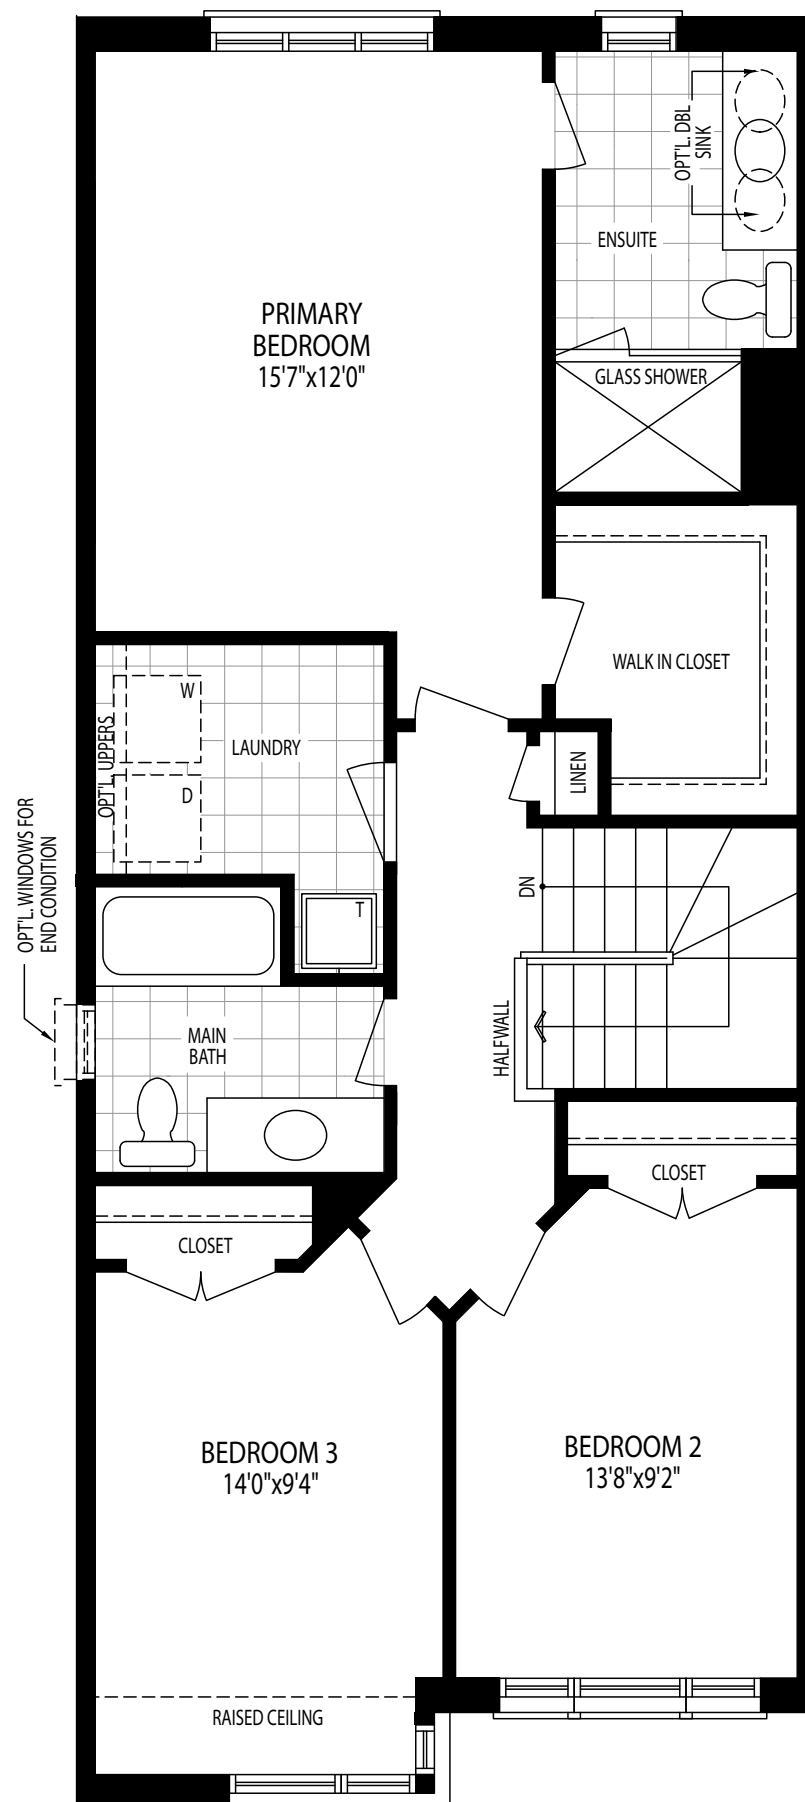 OPT'L. DBL
SINK
ENSUITE
PRIMARY
BEDROOM
15'7"x12'0"
GLASS SHOWER
WALK IN CLOSET
W
LAUNDRY
OPT'L. UPPERS
D
LINEN
OPT'L. WINDOWS FOR
END CONDITION
DN
T
HALF WALL
MAIN
BATH
CLOSET
CLOSET
BEDROOM 3
14'0"x9'4"
BEDROOM 2
13'8"x9'2"
RAISED CEILING